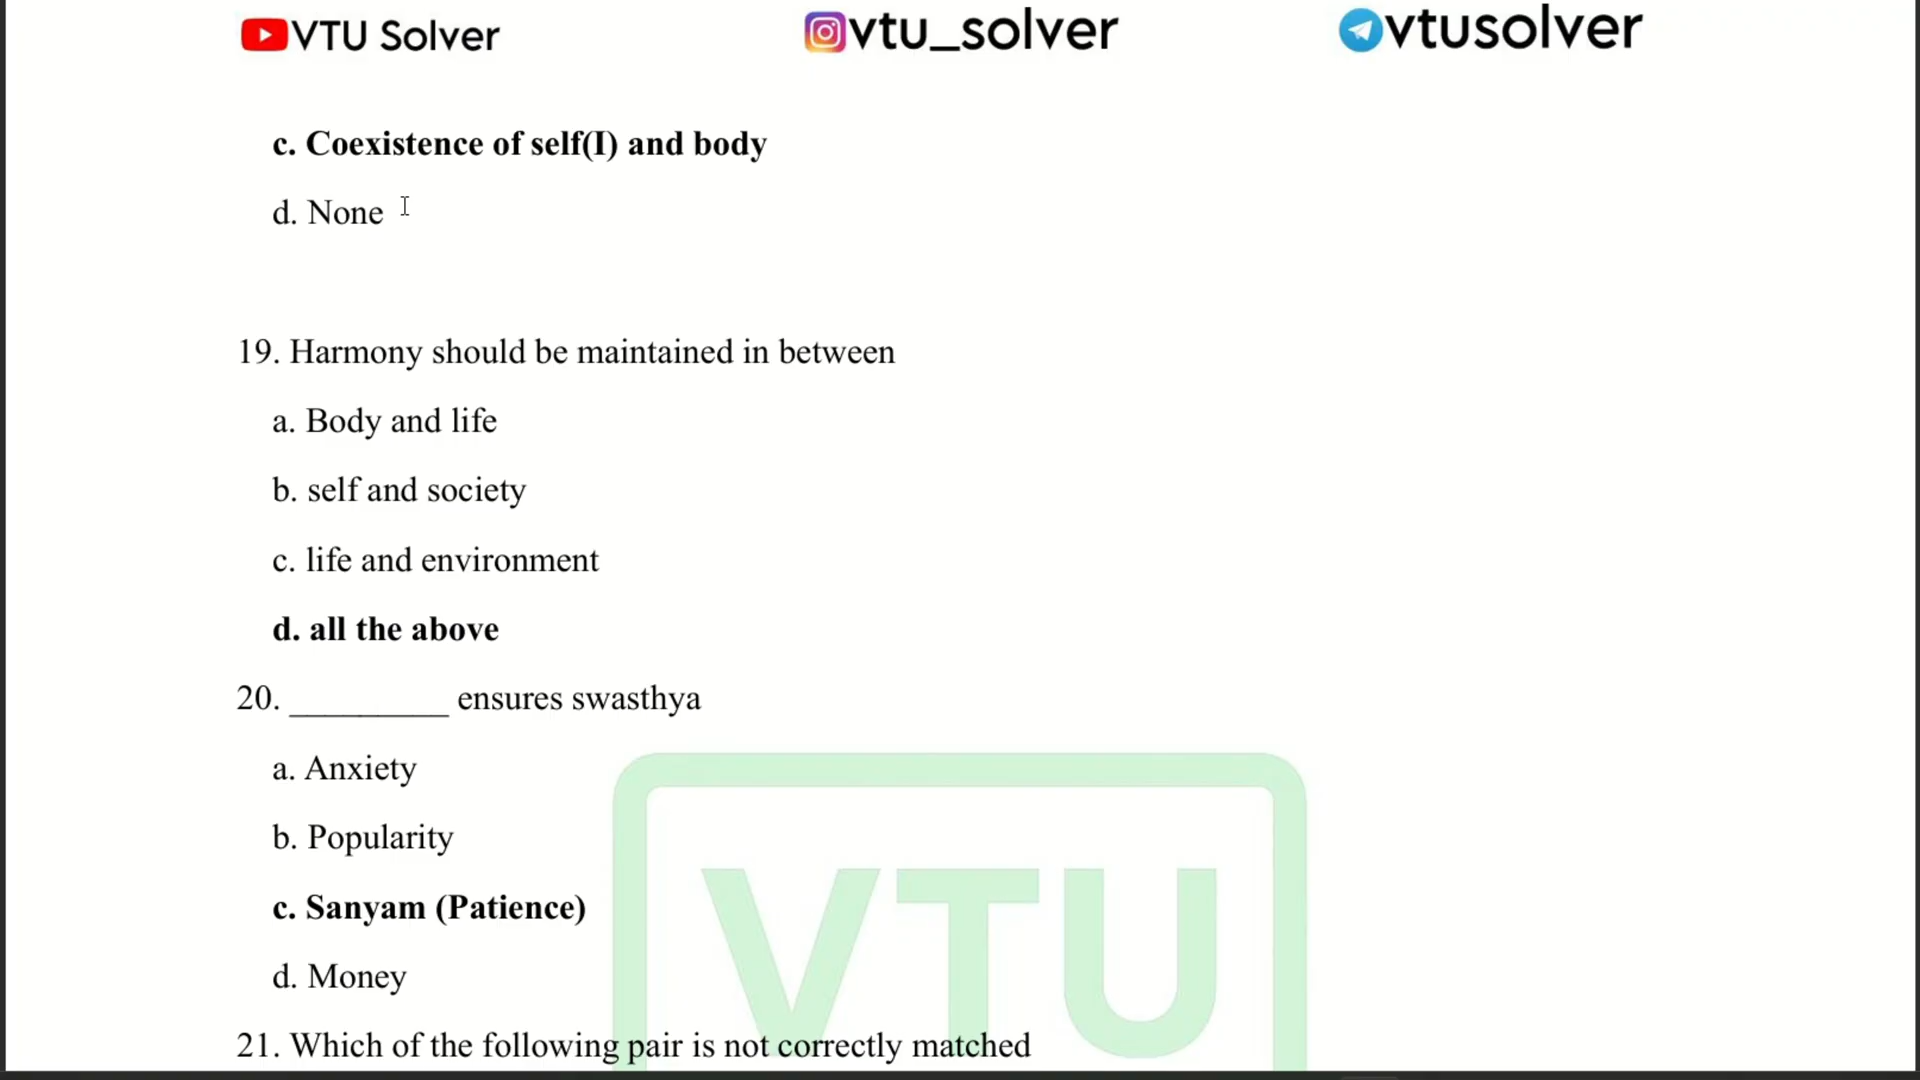 VTU Solver
vtu_solver
vtusolver
c. Coexistence of self(I) and body
d. None
19. Harmony should be maintained in between
a. Body and life
b. self and society
c. life and environment
d. all the above
20. _________ ensures swasthya
a. Anxiety
b. Popularity
c. Sanyam (Patience)
d. Money
VTU
21. Which of the following pair is not correctly matched